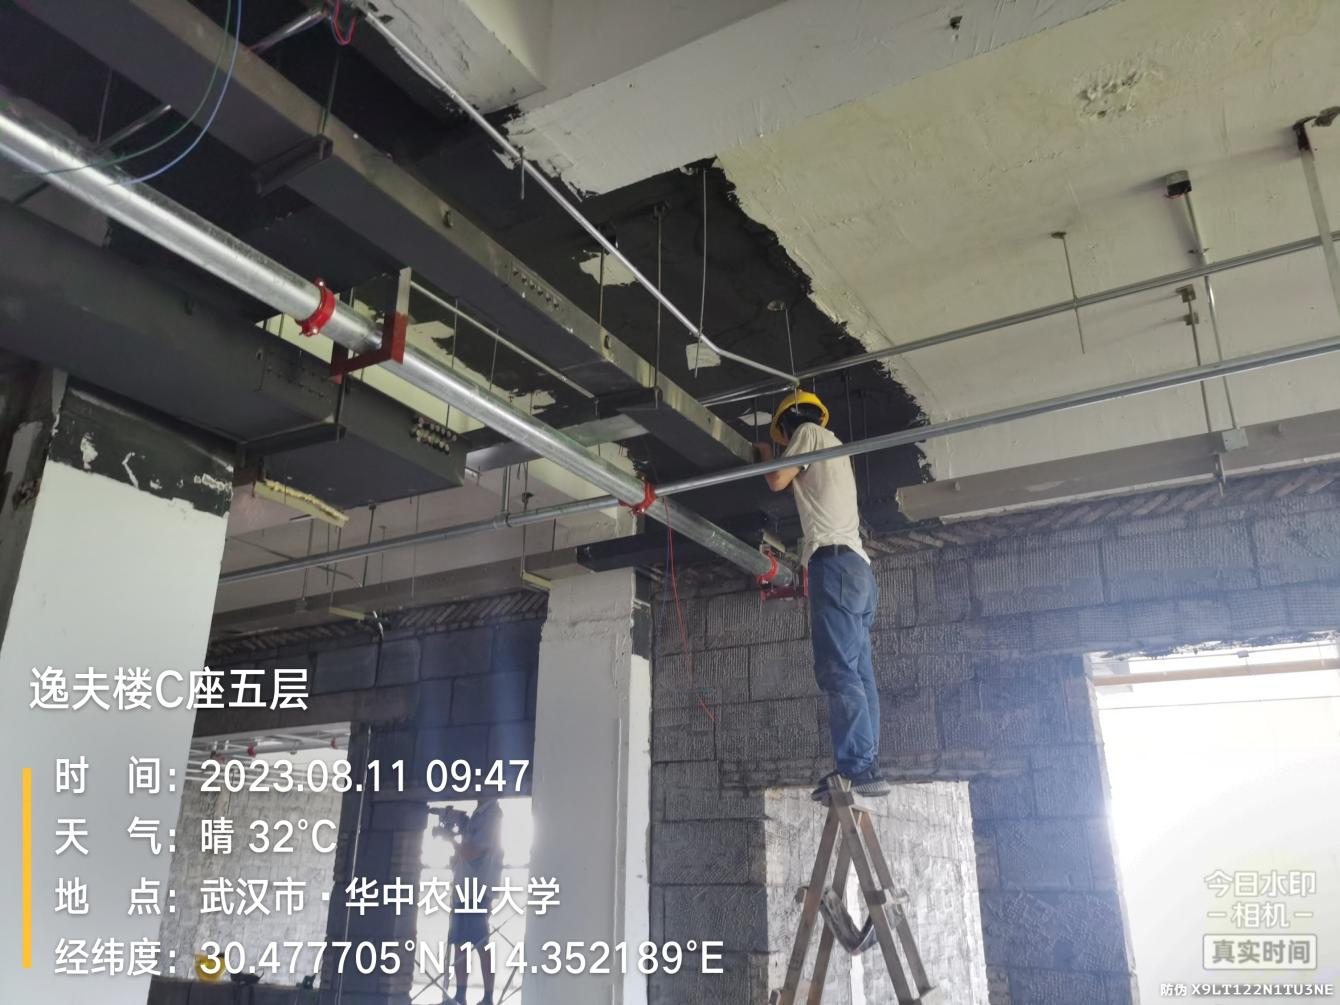 逸夫楼C座五层
时 间：2023.08.11 09:47
天 气：晴 32°C
地 点：武汉市·华中农业大学
经纬度：30.477705°N,114.352189°E
今日水印
相机
真实时间
防伪 X9LT122N1TU3NE